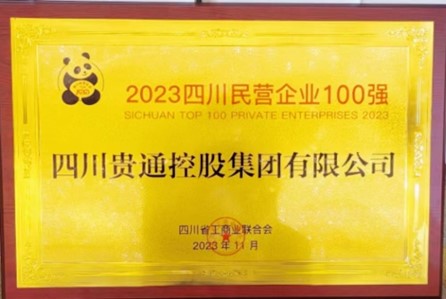 2023四川民营企业100强
SICHUAN TOP 100 PRIVATE ENTERPRISES 2023
四川贵通控股集团有限公司
四川省工商业联合会
2023年11月